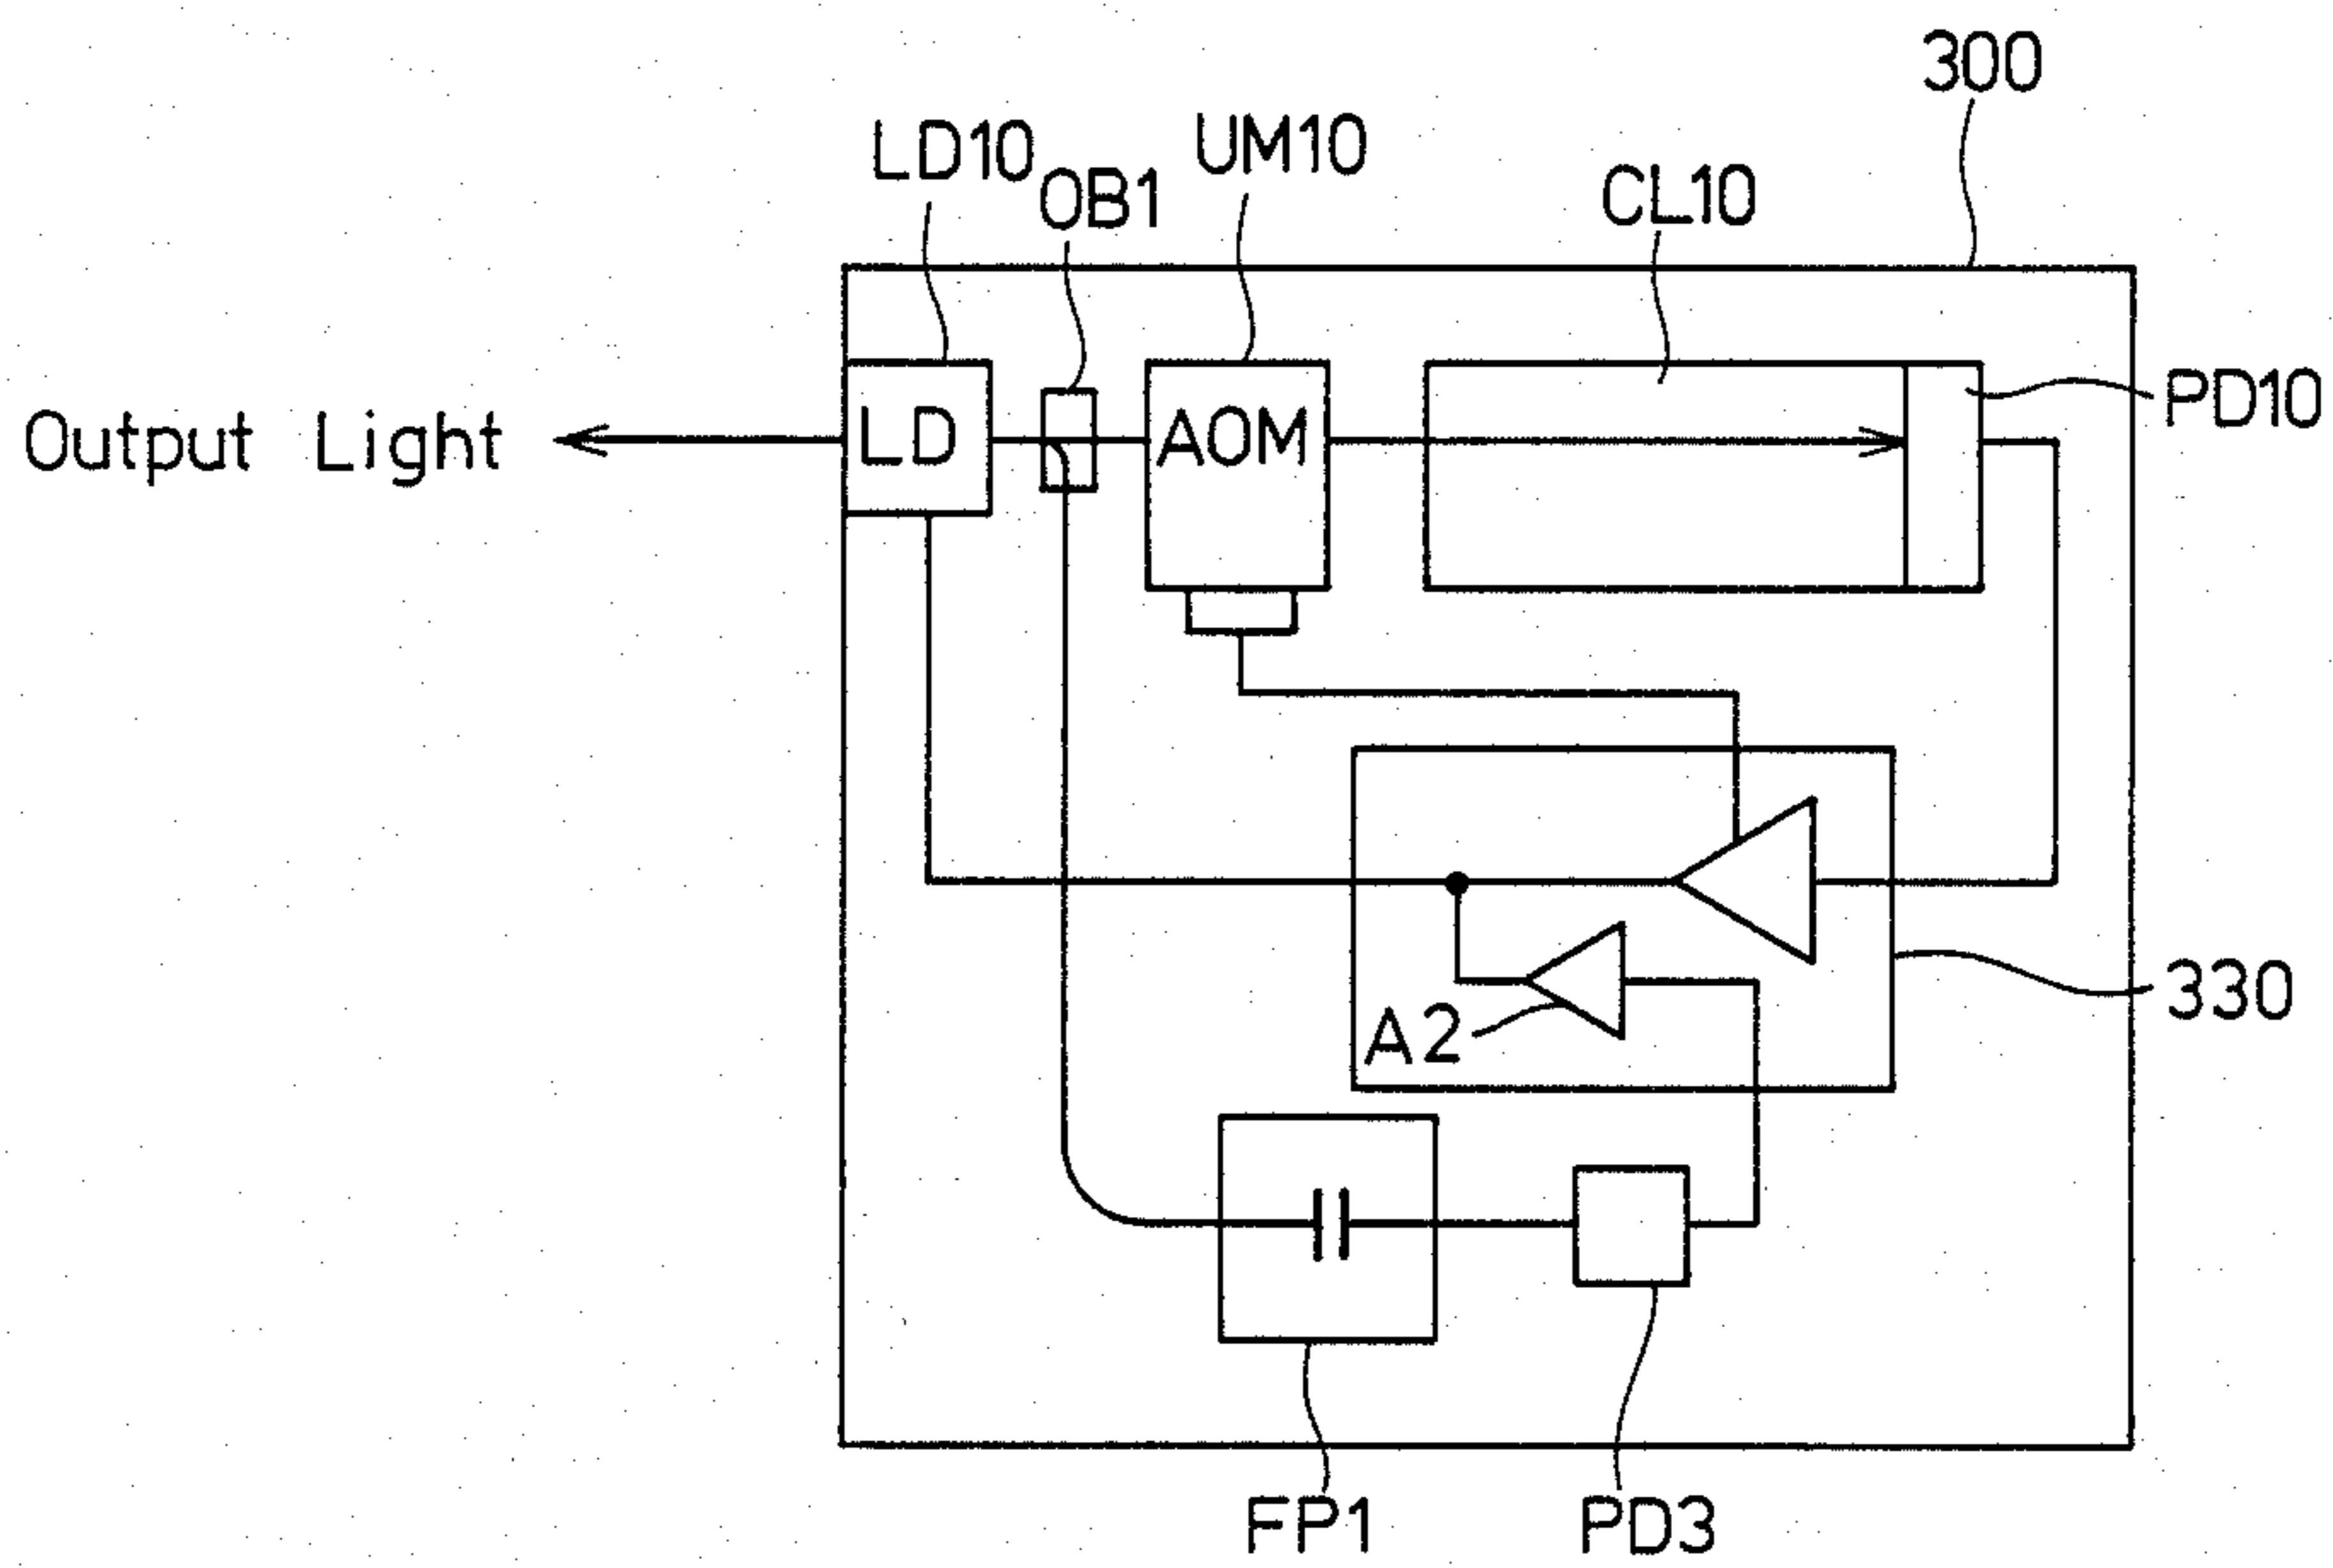 300
LD10
OB1
UM10
CL10
PD10
Output Light
LD
AOM
330
A2
FP1
PD3